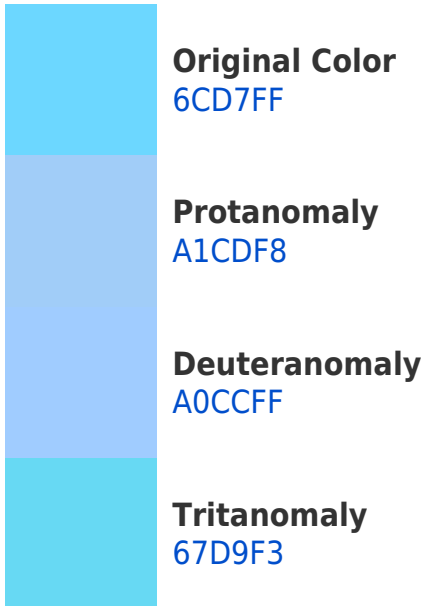 Original Color
6CD7FF
Protanomaly
A1CDF8
Deuteranomaly
A0CCFF
Tritanomaly
67D9F3